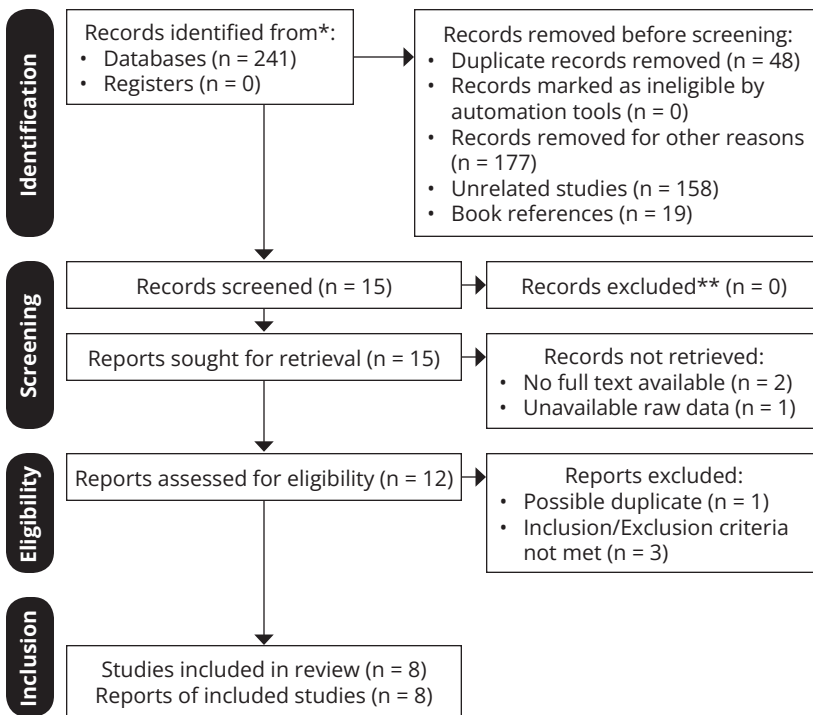 Identification
Records identified from*:
• Databases (n = 241)
• Registers (n = 0)
Records removed before screening:
• Duplicate records removed (n = 48)
• Records marked as ineligible by
automation tools (n = 0)
• Records removed for other reasons
(n = 177)
• Unrelated studies (n = 158)
• Book references (n = 19)
Screening
Records screened (n = 15)
Records excluded** (n = 0)
Reports sought for retrieval (n = 15)
Records not retrieved:
• No full text available (n = 2)
• Unavailable raw data (n = 1)
Eligibility
Reports assessed for eligibility (n = 12)
Reports excluded:
• Possible duplicate (n = 1)
• Inclusion/Exclusion criteria
not met (n = 3)
Inclusion
Studies included in review (n = 8)
Reports of included studies (n = 8)